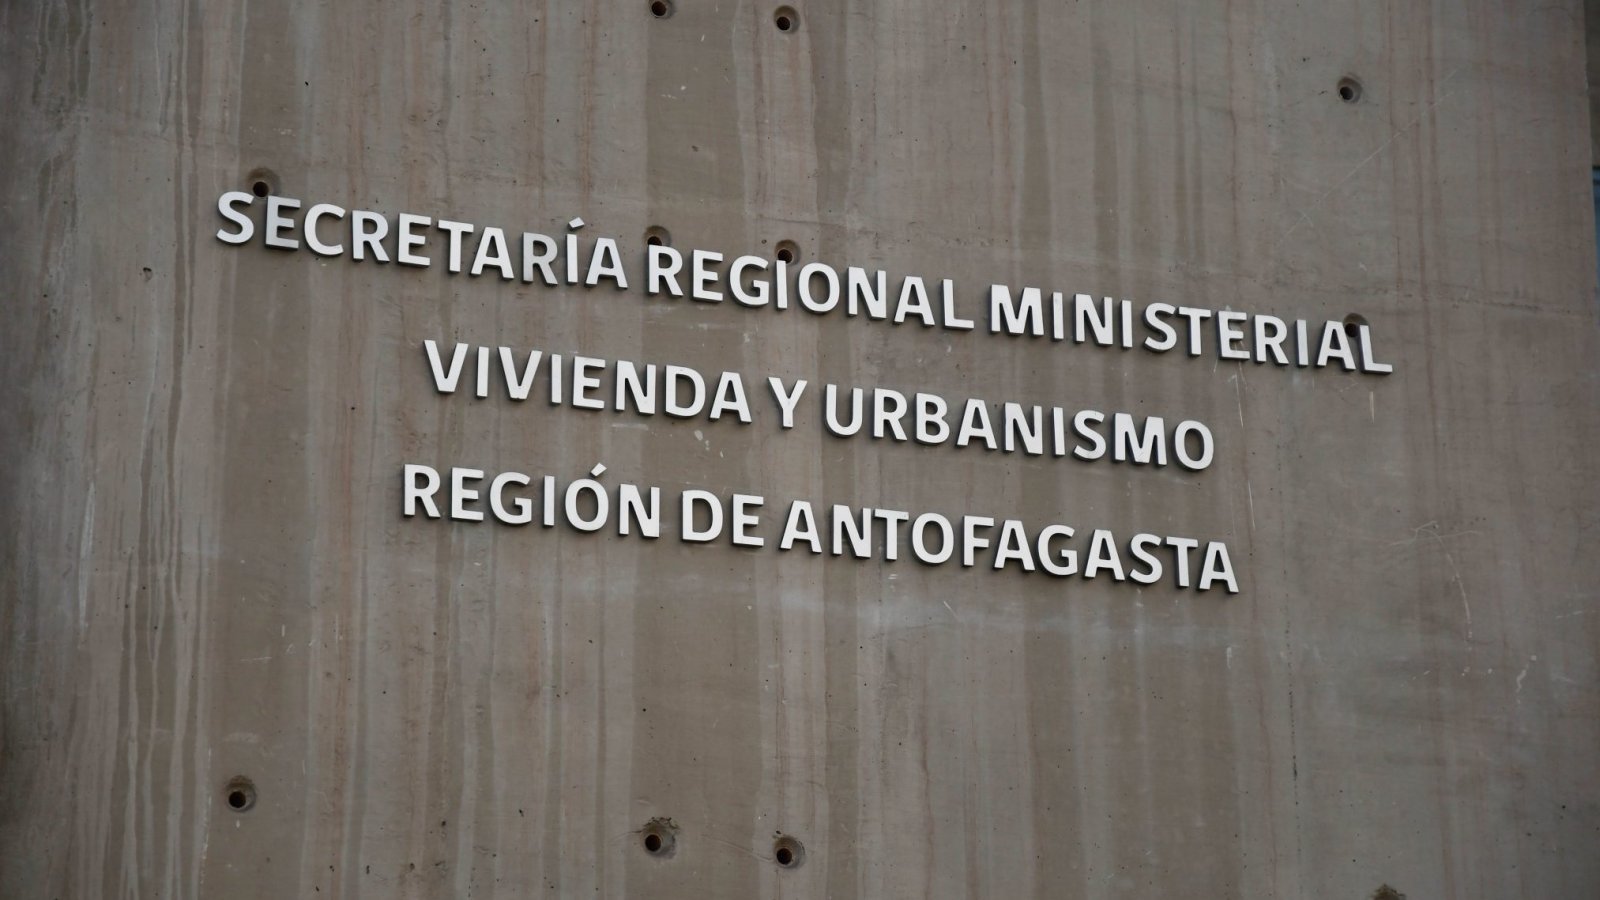 SECRETARÍA REGIONAL MINISTERIAL
VIVIENDA Y URBANISMO
REGIÓN DE ANTOFAGASTA